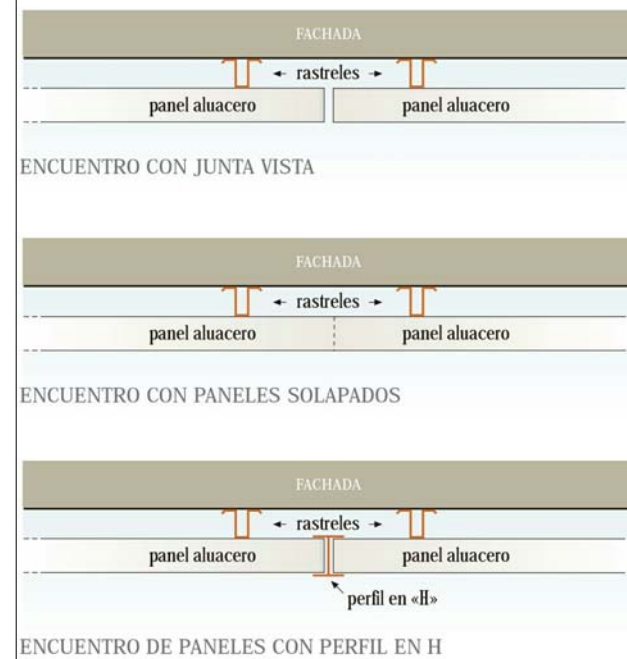 FACHADA
← rastreles →
panel aluacero panel aluacero
ENCUENTRO CON JUNTA VISTA
FACHADA
← rastreles →
panel aluacero panel aluacero
ENCUENTRO CON PANELES SOLAPADOS
FACHADA
← rastreles →
panel aluacero panel aluacero
perfil en «H»
ENCUENTRO DE PANELES CON PERFIL EN H